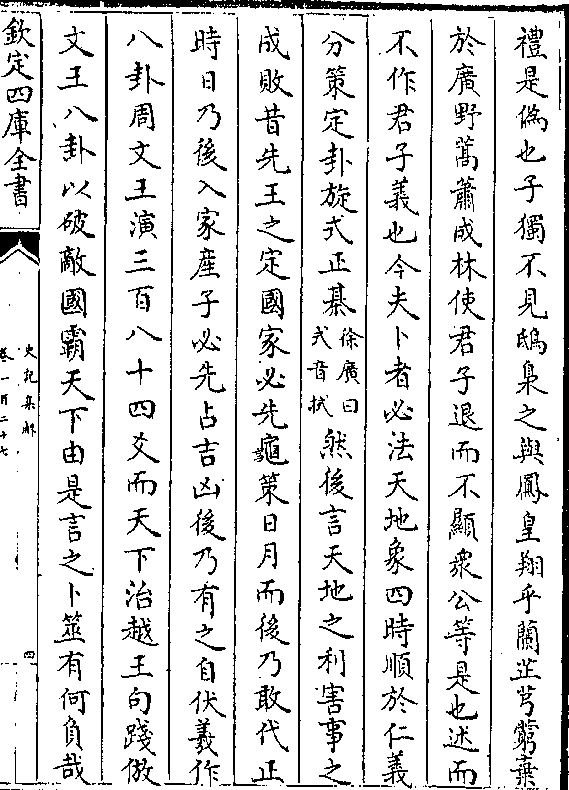 禮是偽也子獨不見鴟梟之與鳳皇翔乎蘭芷芎藭棄
於廣野蒿蕭成林使君子退而不顯衆公等是也述而
不作君子義也今夫卜者必法天地象四時順於仁義
分策定卦旋式正棊徐廣曰式音拭然後言天地之利害事之
成敗昔先王之定國家必先龜策日月而後乃敢代正
時日乃後入家產子必先占吉凶後乃有之自伏羲作
八卦周文王演三百八十四爻而天下治越王句踐倣
文王八卦以破敵國霸天下由是言之卜筮有何負哉
欽定四庫全書
史記集解
卷一百二十七
四